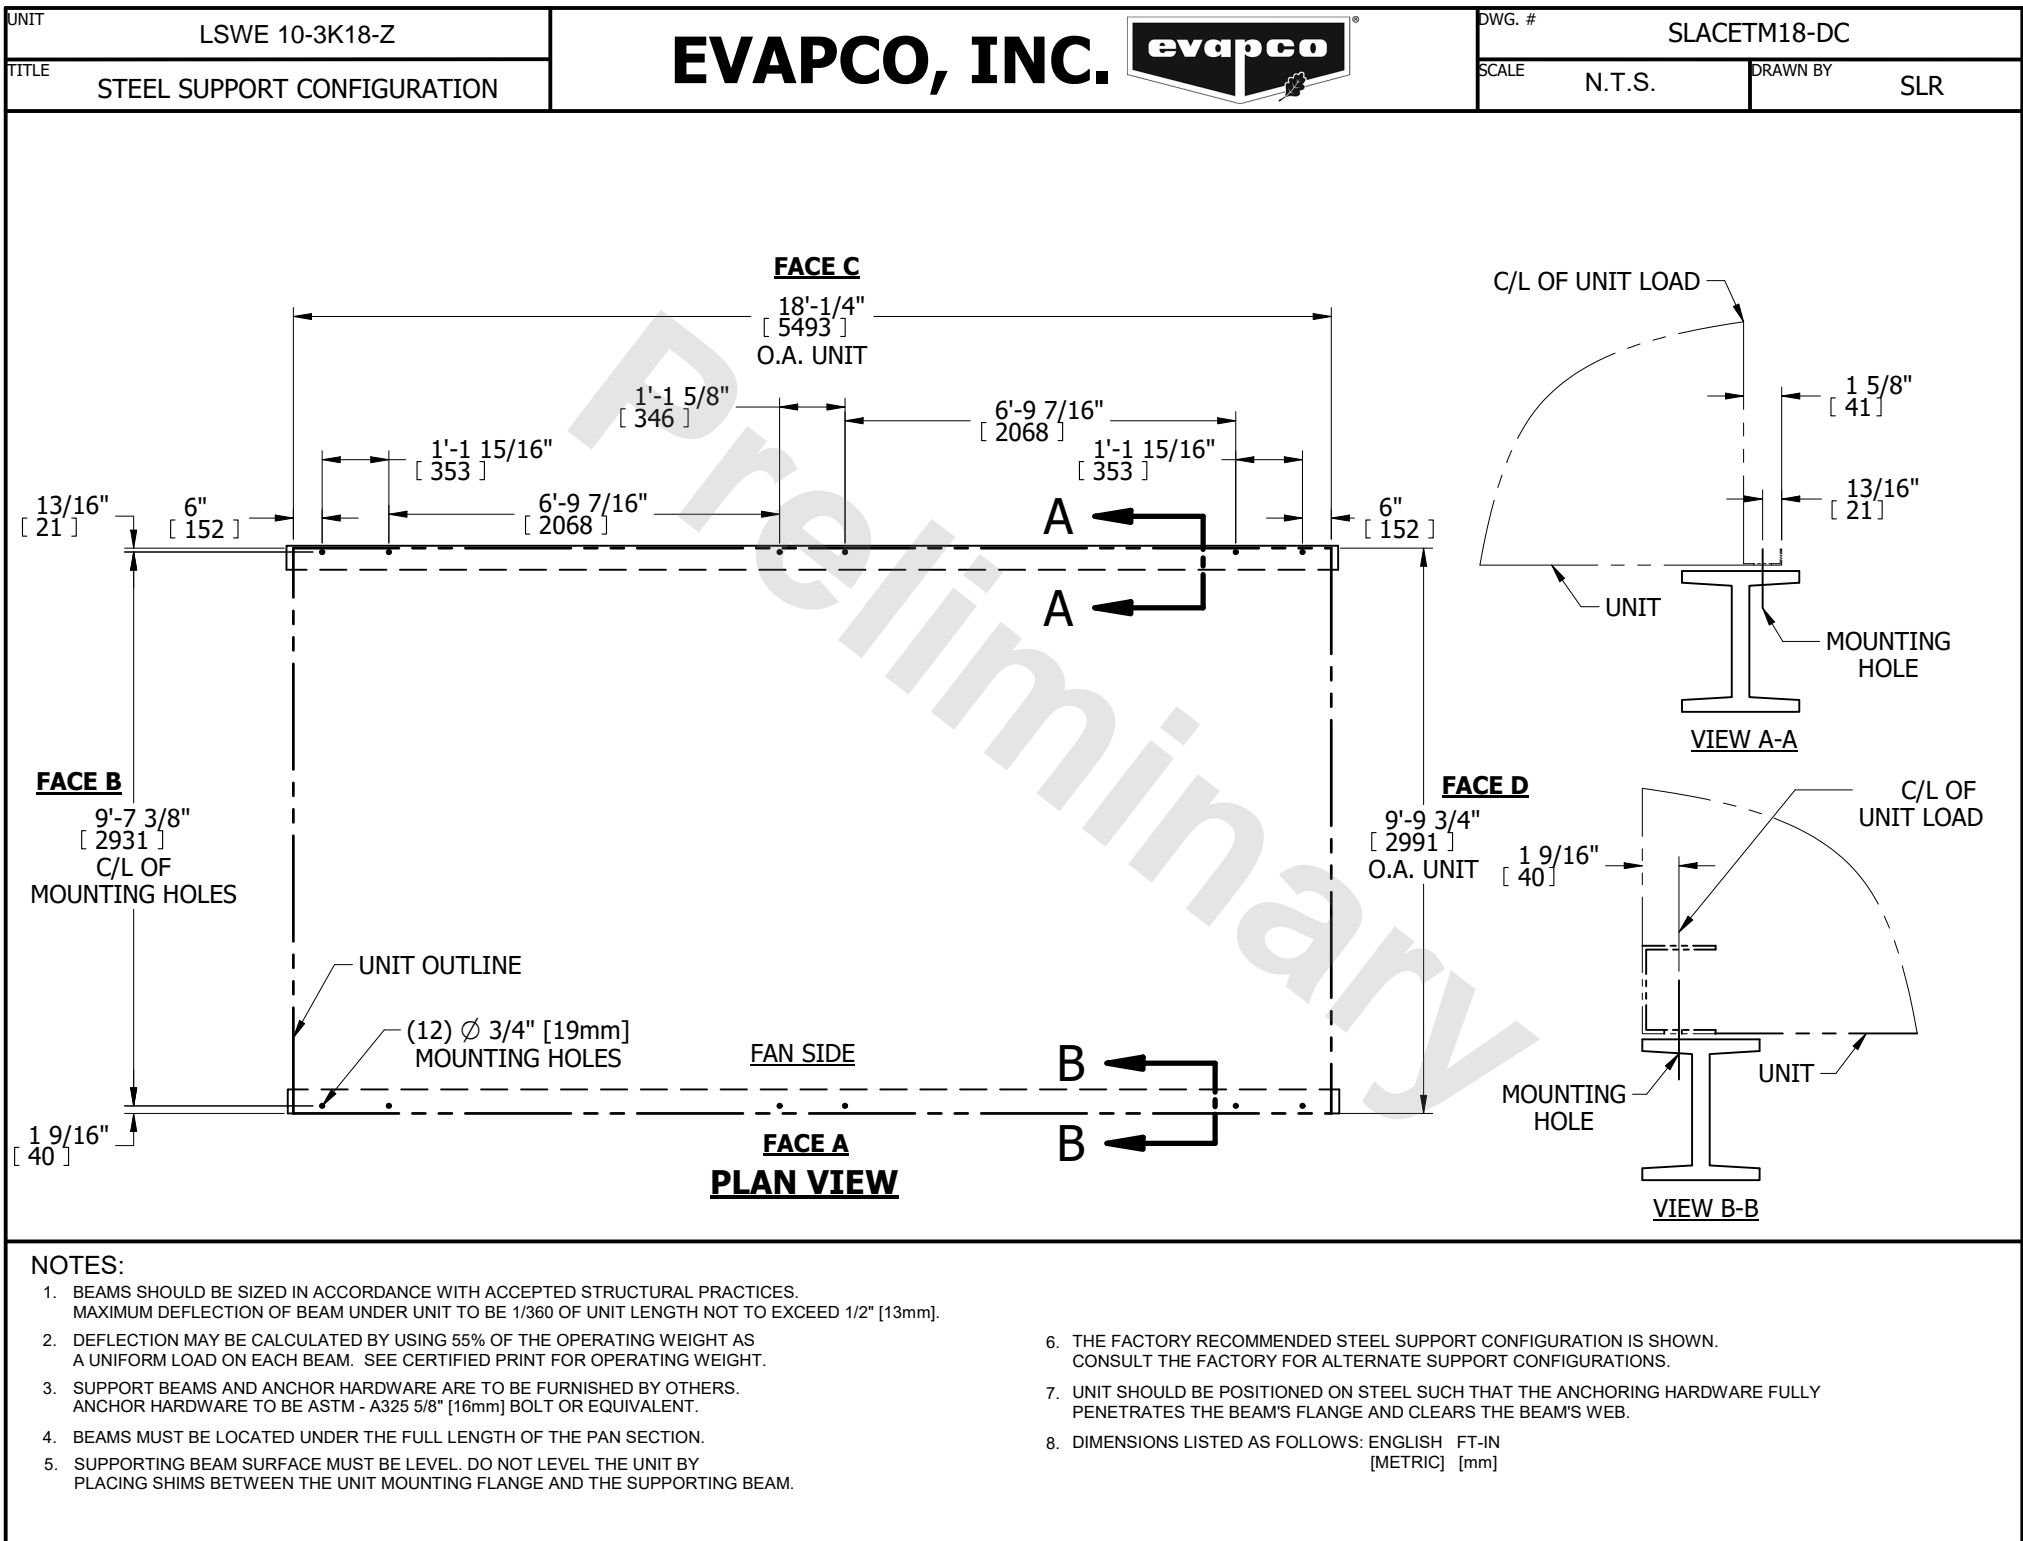 UNIT
LSWE 10-3K18-Z
TITLE
STEEL SUPPORT CONFIGURATION
EVAPCO, INC.
evapco
®
DWG. #
SLACETM18-DC
SCALE
N.T.S.
DRAWN BY
SLR
FACE C
18'-1/4"
[ 5493 ]
O.A. UNIT
1'-1 5/8"
[ 346 ]
6'-9 7/16"
[ 2068 ]
1'-1 15/16"
[ 353 ]
1'-1 15/16"
[ 353 ]
13/16"
[ 21 ]
6"
[ 152 ]
6'-9 7/16"
[ 2068 ]
6"
[ 152 ]
A
A
FACE B
9'-7 3/8"
[ 2931 ]
C/L OF
MOUNTING HOLES
FACE D
9'-9 3/4"
[ 2991 ]
O.A. UNIT
UNIT OUTLINE
(12) Ø 3/4" [19mm]
MOUNTING HOLES
FAN SIDE
B
B
1 9/16"
[ 40 ]
FACE A
PLAN VIEW
C/L OF UNIT LOAD
1 5/8"
[ 41]
13/16"
[ 21]
UNIT
MOUNTING
HOLE
VIEW A-A
C/L OF
UNIT LOAD
1 9/16"
[ 40]
MOUNTING
HOLE
UNIT
VIEW B-B
Preliminary
NOTES:
1. BEAMS SHOULD BE SIZED IN ACCORDANCE WITH ACCEPTED STRUCTURAL PRACTICES.
MAXIMUM DEFLECTION OF BEAM UNDER UNIT TO BE 1/360 OF UNIT LENGTH NOT TO EXCEED 1/2" [13mm].
2. DEFLECTION MAY BE CALCULATED BY USING 55% OF THE OPERATING WEIGHT AS
A UNIFORM LOAD ON EACH BEAM. SEE CERTIFIED PRINT FOR OPERATING WEIGHT.
3. SUPPORT BEAMS AND ANCHOR HARDWARE ARE TO BE FURNISHED BY OTHERS.
ANCHOR HARDWARE TO BE ASTM - A325 5/8" [16mm] BOLT OR EQUIVALENT.
4. BEAMS MUST BE LOCATED UNDER THE FULL LENGTH OF THE PAN SECTION.
5. SUPPORTING BEAM SURFACE MUST BE LEVEL. DO NOT LEVEL THE UNIT BY
PLACING SHIMS BETWEEN THE UNIT MOUNTING FLANGE AND THE SUPPORTING BEAM.
6. THE FACTORY RECOMMENDED STEEL SUPPORT CONFIGURATION IS SHOWN.
CONSULT THE FACTORY FOR ALTERNATE SUPPORT CONFIGURATIONS.
7. UNIT SHOULD BE POSITIONED ON STEEL SUCH THAT THE ANCHORING HARDWARE FULLY
PENETRATES THE BEAM'S FLANGE AND CLEARS THE BEAM'S WEB.
8. DIMENSIONS LISTED AS FOLLOWS: ENGLISH FT-IN
[METRIC] [mm]